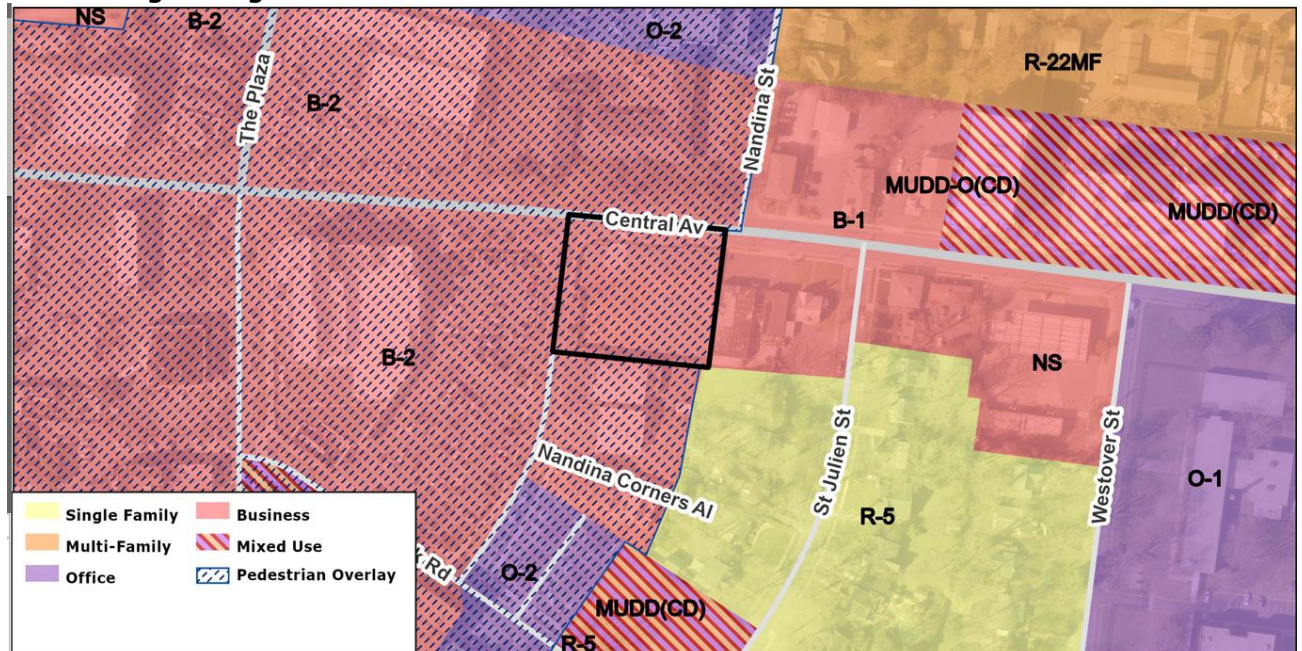 NS
B-2
O-2
The Plaza
B-2
Nandina St
R-22MF
MUDD-O(CD)
MUDD(CD)
Central Av
B-1
B-2
NS
St Julien St
Westover St
Nandina Corners Al
O-1
R-5
O-2
Rd
MUDD(CD)
R-5
Single Family
Business
Multi-Family
Mixed Use
Office
Pedestrian Overlay